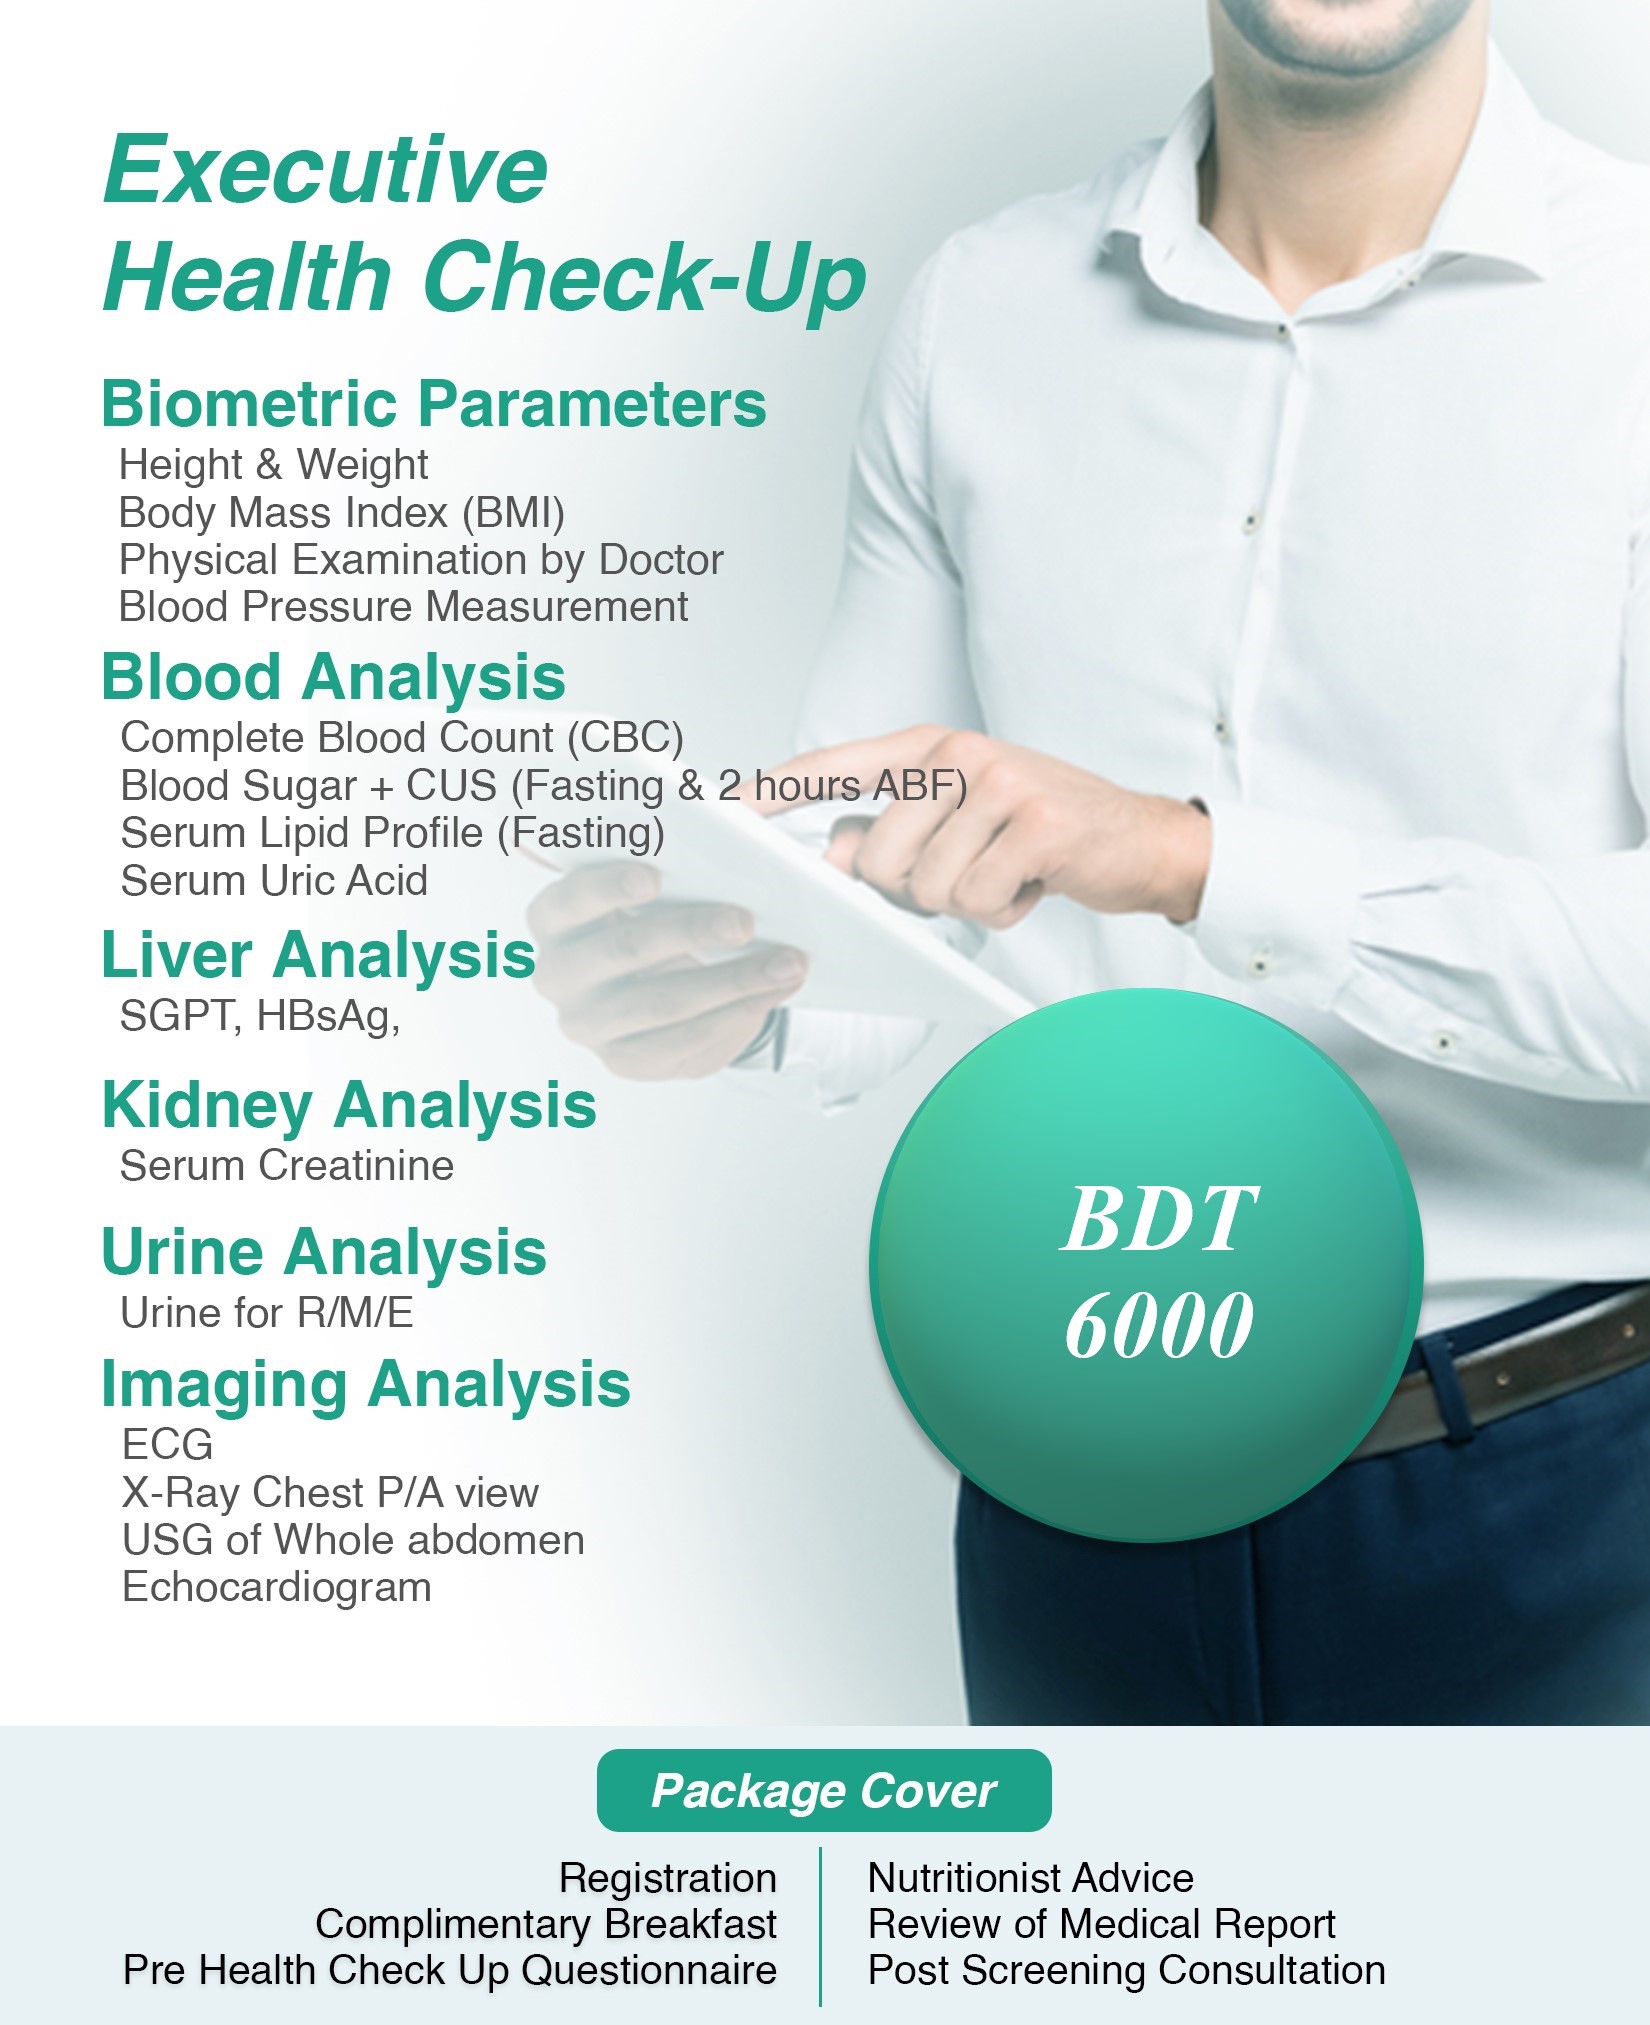 Executive
Health Check-Up
Biometric Parameters
Height & Weight
Body Mass Index (BMI)
Physical Examination by Doctor
Blood Pressure Measurement
Blood Analysis
Complete Blood Count (CBC)
Blood Sugar + CUS (Fasting & 2 hours ABF)
Serum Lipid Profile (Fasting)
Serum Uric Acid
Liver Analysis
SGPT, HBsAg,
Kidney Analysis
Serum Creatinine
Urine Analysis
Urine for R/M/E
Imaging Analysis
ECG
X-Ray Chest P/A view
USG of Whole abdomen
Echocardiogram
BDT
6000
Package Cover
Registration
Complimentary Breakfast
Pre Health Check Up Questionnaire
Nutritionist Advice
Review of Medical Report
Post Screening Consultation